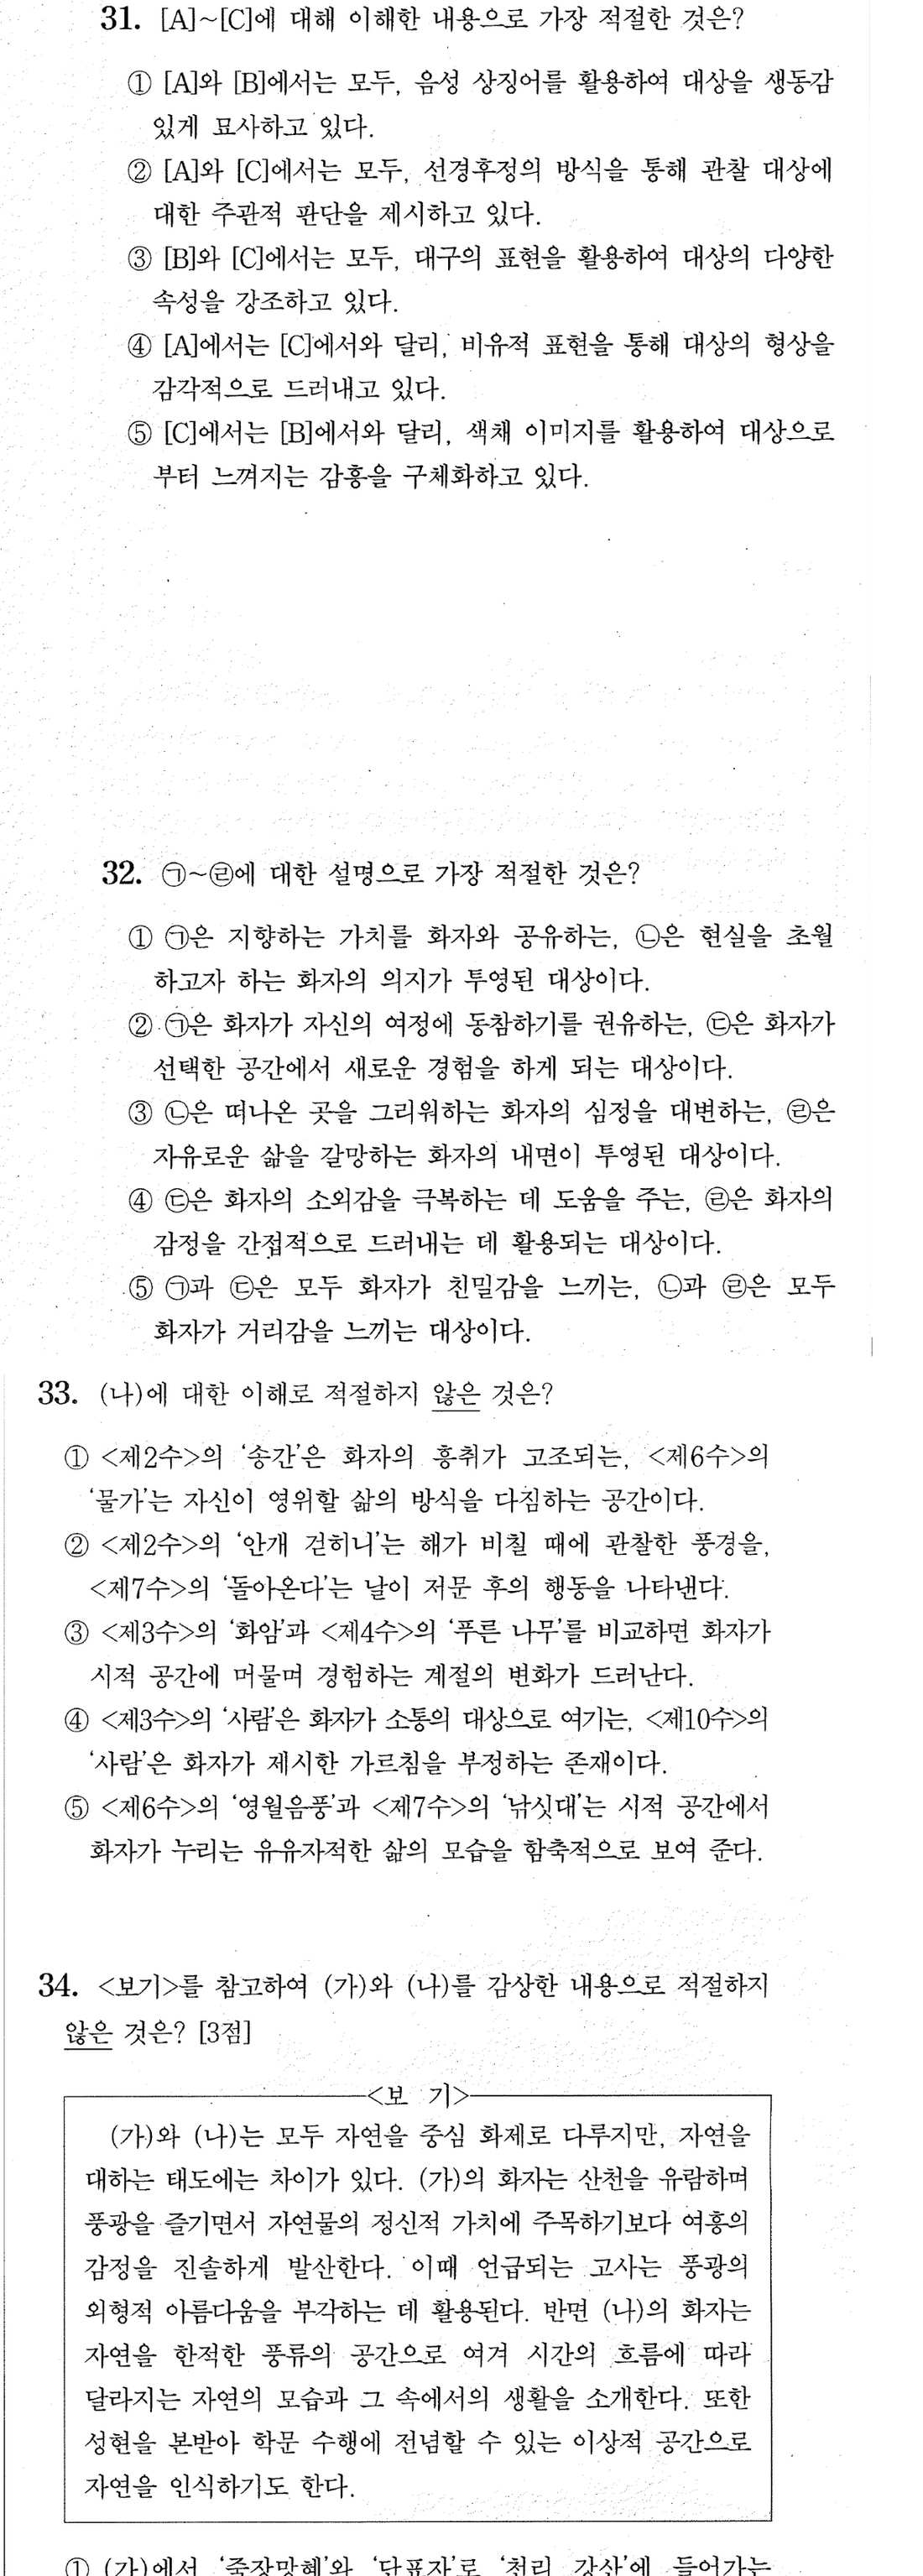 31. [A]~[C]에 대해 이해한 내용으로 가장 적절한 것은?
① [A]와 [B]에서는 모두, 음성 상징어를 활용하여 대상을 생동감
있게 묘사하고 있다.
② [A]와 [C]에서는 모두, 선경후정의 방식을 통해 관찰 대상에
대한 주관적 판단을 제시하고 있다.
③ [B]와 [C]에서는 모두, 대구의 표현을 활용하여 대상의 다양한
속성을 강조하고 있다.
④ [A]에서는 [C]에서와 달리, 비유적 표현을 통해 대상의 형상을
감각적으로 드러내고 있다.
⑤ [C]에서는 [B]에서와 달리, 색채 이미지를 활용하여 대상으로
부터 느껴지는 감흥을 구체화하고 있다.
32. ㉠~㉣에 대한 설명으로 가장 적절한 것은?
① ㉠은 지향하는 가치를 화자와 공유하는, ㉡은 현실을 초월
하고자 하는 화자의 의지가 투영된 대상이다.
② ㉠은 화자가 자신의 여정에 동참하기를 권유하는, ㉢은 화자가
선택한 공간에서 새로운 경험을 하게 되는 대상이다.
③ ㉡은 떠나온 곳을 그리워하는 화자의 심정을 대변하는, ㉣은
자유로운 삶을 갈망하는 화자의 내면이 투영된 대상이다.
④ ㉢은 화자의 소외감을 극복하는 데 도움을 주는, ㉣은 화자의
감정을 간접적으로 드러내는 데 활용되는 대상이다.
⑤ ㉠과 ㉢은 모두 화자가 친밀감을 느끼는, ㉡과 ㉣은 모두
화자가 거리감을 느끼는 대상이다.
33. (나)에 대한 이해로 적절하지 않은 것은?
① <제2수>의 ‘송간’은 화자의 흥취가 고조되는, <제6수>의
‘물가’는 자신이 영위할 삶의 방식을 다짐하는 공간이다.
② <제2수>의 ‘안개 걷히니’는 해가 비칠 때에 관찰한 풍경을,
<제7수>의 ‘돌아온다’는 날이 저문 후의 행동을 나타낸다.
③ <제3수>의 ‘화암’과 <제4수>의 ‘푸른 나무’를 비교하면 화자가
시적 공간에 머물며 경험하는 계절의 변화가 드러난다.
④ <제3수>의 ‘사람’은 화자가 소통의 대상으로 여기는, <제10수>의
‘사람’은 화자가 제시한 가르침을 부정하는 존재이다.
⑤ <제6수>의 ‘영월음풍’과 <제7수>의 ‘낚싯대’는 시적 공간에서
화자가 누리는 유유자적한 삶의 모습을 함축적으로 보여 준다.
34. <보기>를 참고하여 (가)와 (나)를 감상한 내용으로 적절하지
않은 것은? [3점]
<보 기>
(가)와 (나)는 모두 자연을 중심 화제로 다루지만, 자연을
대하는 태도에는 차이가 있다. (가)의 화자는 산천을 유람하며
풍광을 즐기면서 자연물의 정신적 가치에 주목하기보다 여흥의
감정을 진솔하게 발산한다. 이때 언급되는 고사는 풍광의
외형적 아름다움을 부각하는 데 활용된다. 반면 (나)의 화자는
자연을 한적한 풍류의 공간으로 여겨 시간의 흐름에 따라
달라지는 자연의 모습과 그 속에서의 생활을 소개한다. 또한
성현을 본받아 학문 수행에 전념할 수 있는 이상적 공간으로
자연을 인식하기도 한다.
① (가)에서 ‘죽장망혜’와 ‘단표자’로 ‘천리 강산’에 들어가는